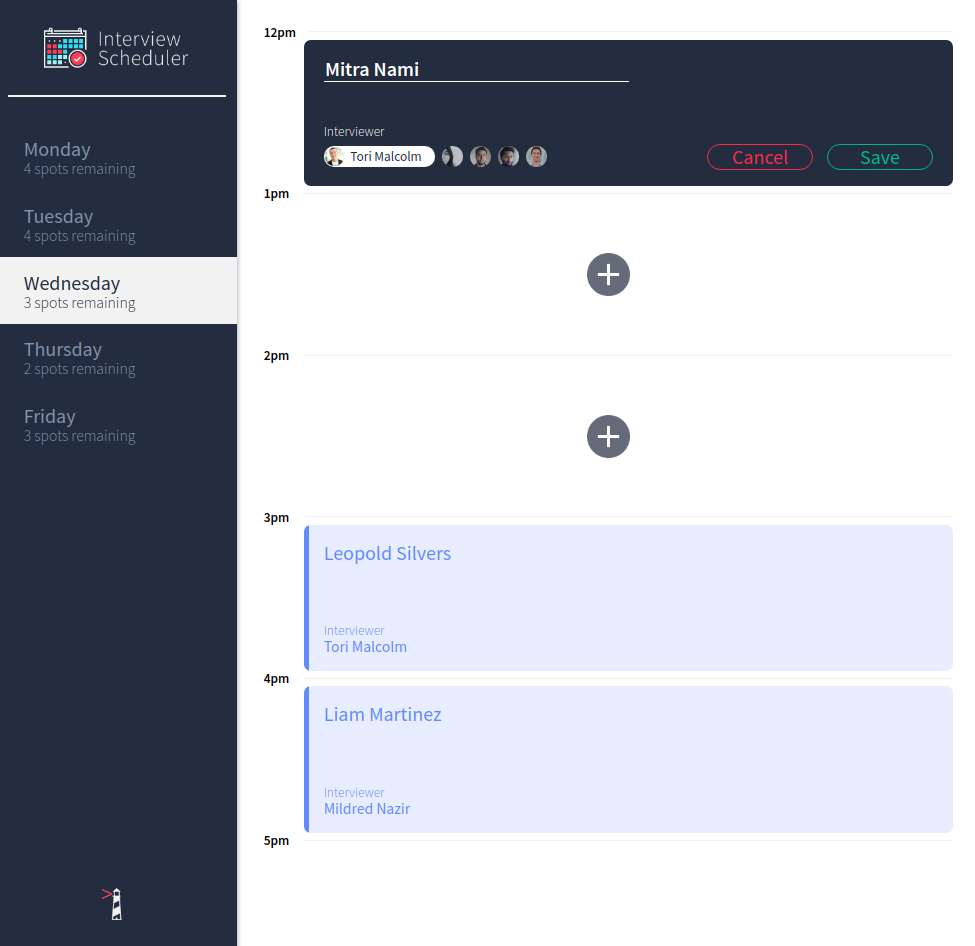 Interview
Scheduler
Monday
4 spots remaining
Tuesday
4 spots remaining
Wednesday
3 spots remaining
Thursday
2 spots remaining
Friday
3 spots remaining
12pm
Mitra Nami
Interviewer
Tori Malcolm
Cancel
Save
1pm
2pm
3pm
Leopold Silvers
Interviewer
Tori Malcolm
4pm
Liam Martinez
Interviewer
Mildred Nazir
5pm